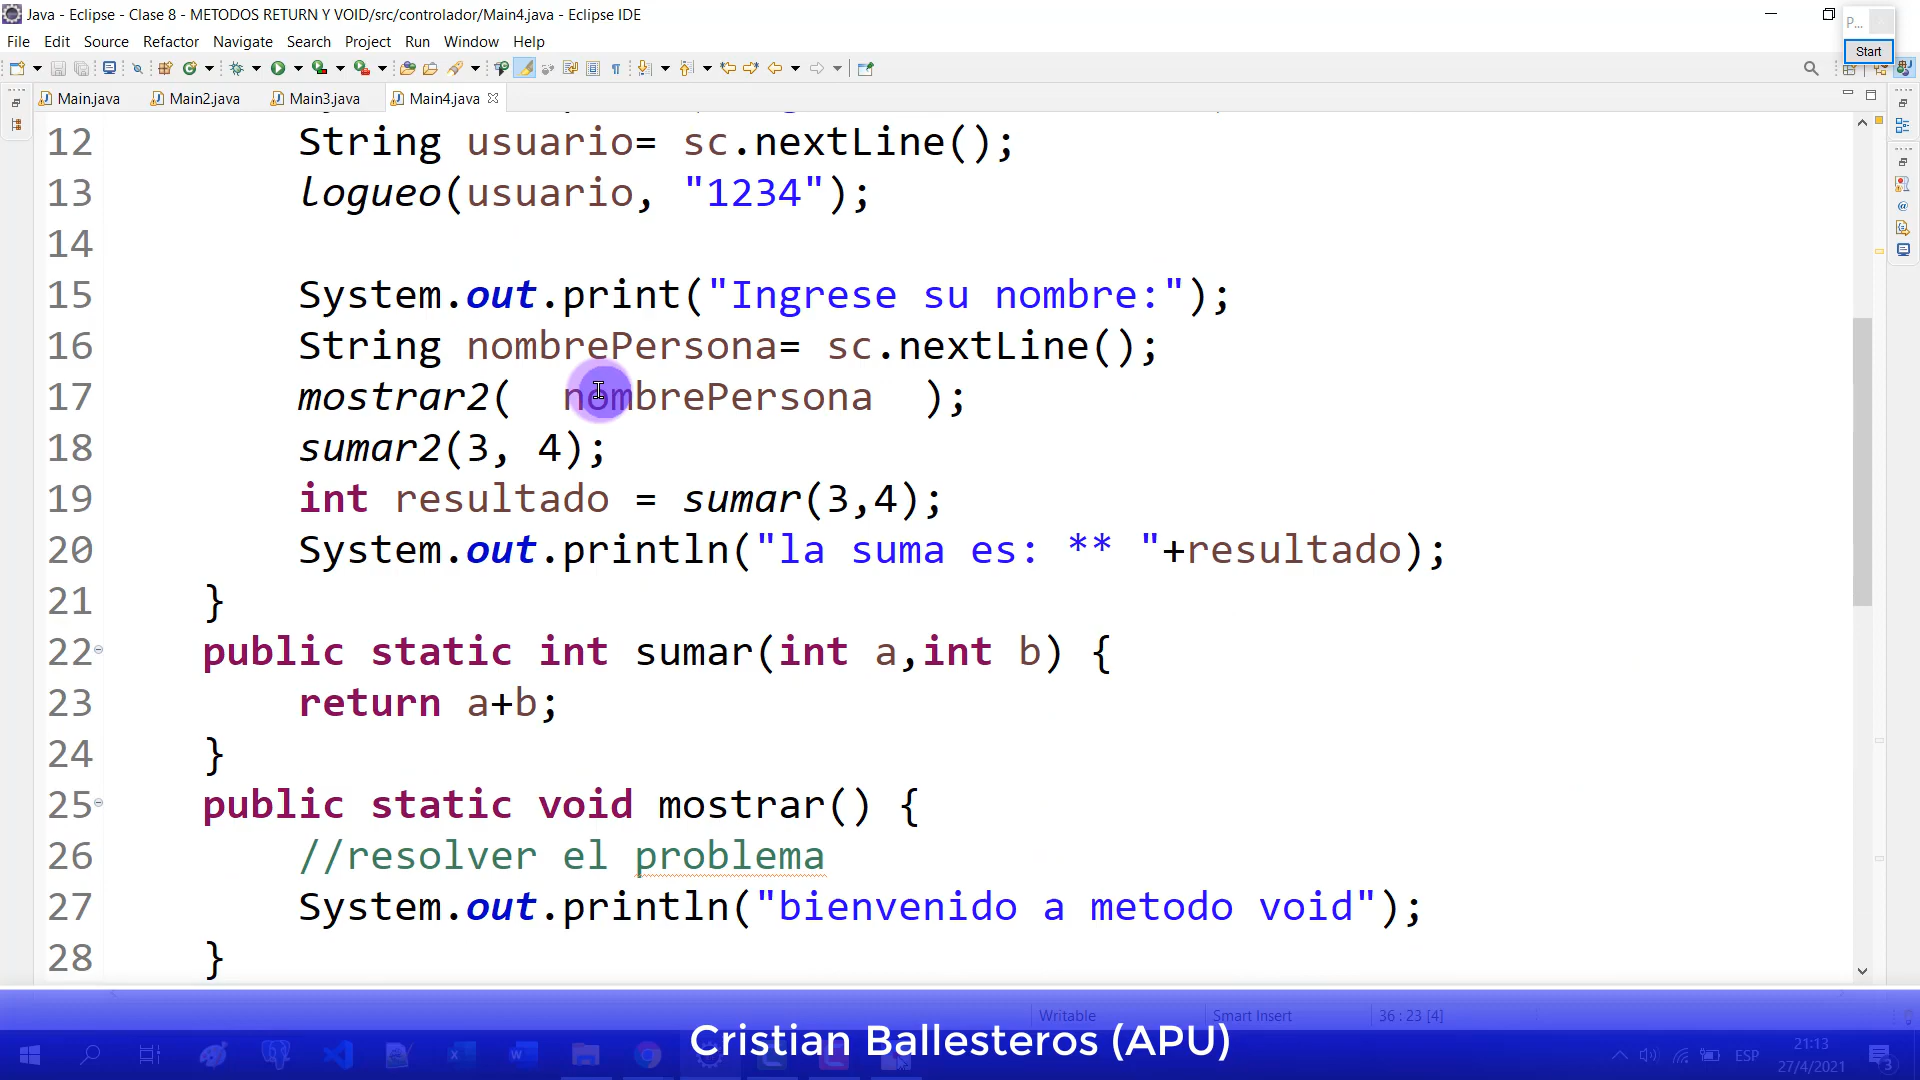 Java - Eclipse - Clase 8 - METODOS RETURN Y VOID/src/controlador/Main4.java - Eclipse IDE
P...
Start
File Edit Source Refactor Navigate Search Project Run Window Help
Main.java Main2.java Main3.java Main4.java
12 String usuario= sc.nextLine();
13 logueo(usuario, "1234");
14
15 System.out.print("Ingrese su nombre:");
16 String nombrePersona= sc.nextLine();
17 mostrar2(  nombrePersona  );
18 sumar2(3, 4);
19 int resultado = sumar(3,4);
20 System.out.println("la suma es: ** "+resultado);
21 }
22 public static int sumar(int a,int b) {
23 return a+b;
24 }
25 public static void mostrar() {
26 //resolver el problema
27 System.out.println("bienvenido a metodo void");
28 }
Writable Smart Insert 36 : 23 [4]
Cristian Ballesteros (APU)
ESP
21:13
27/4/2021
3